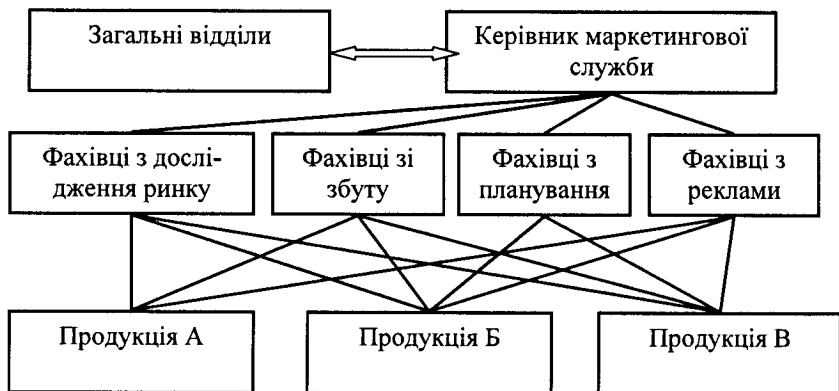 Загальні відділи
Керівник маркетингової
служби
Фахівці з дослі-
дження ринку
Фахівці зі
збуту
Фахівці з
планування
Фахівці з
реклами
Продукція А
Продукція Б
Продукція В